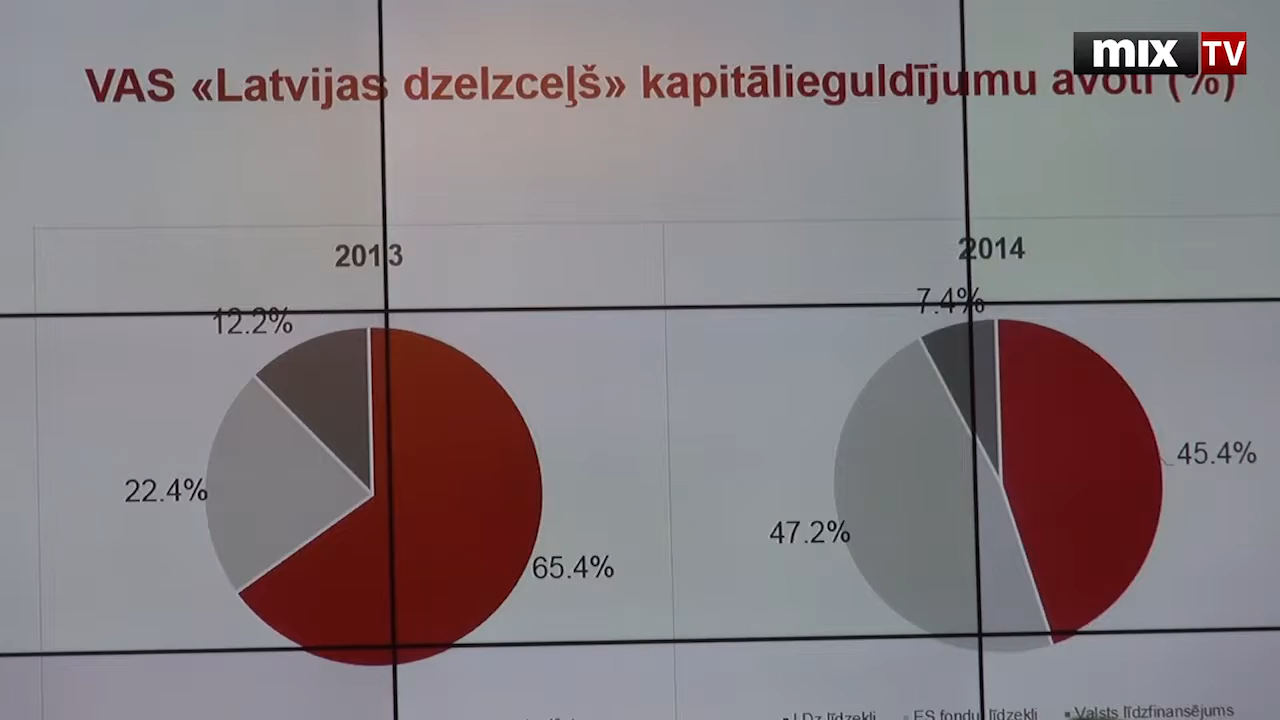 mix TV
VAS «Latvijas dzelzceļš» kapitālieguldījumu avoti (%)
2013
2014
12.2%
7.4%
22.4%
65.4%
45.4%
47.2%
LDz līdzekļi ES fondu līdzekļi Valsts līdzfinansējums